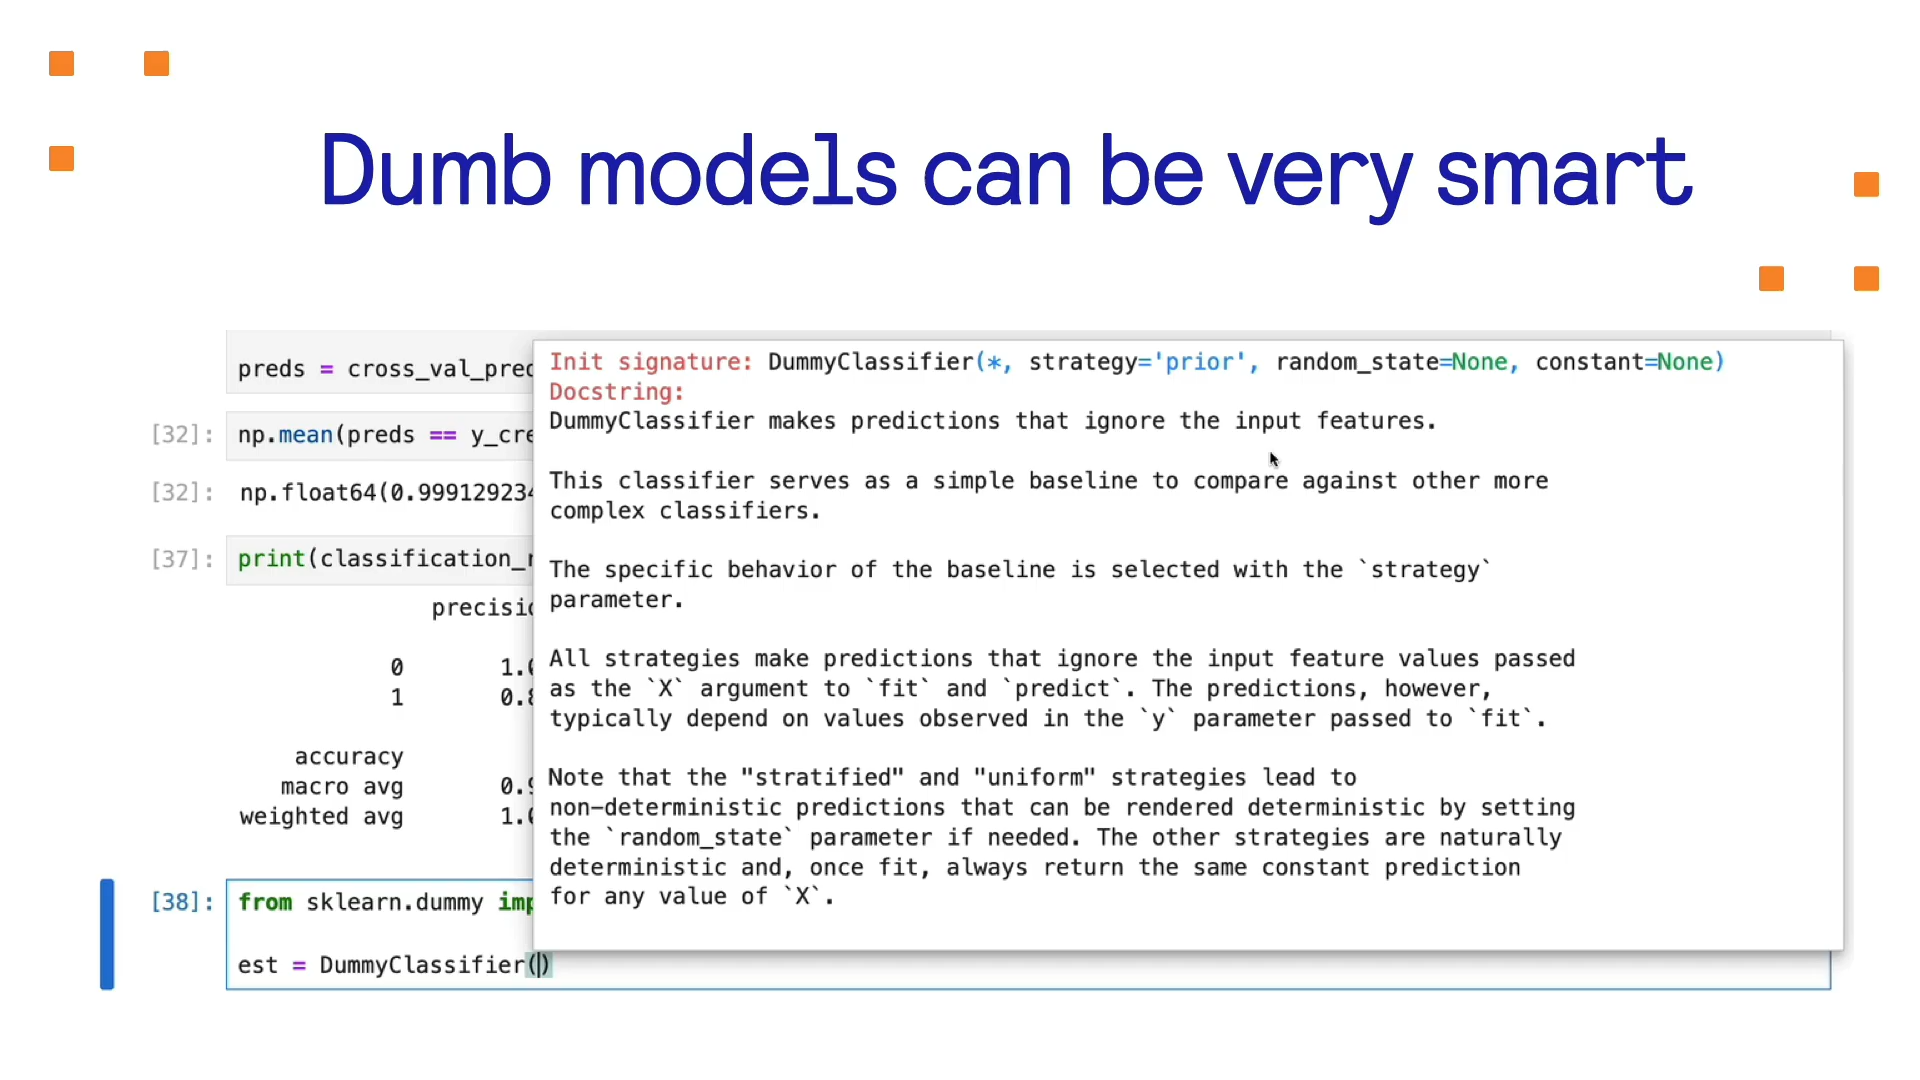 Dumb models can be very smart
preds = cross_val_pred
[32]: np.mean(preds == y_cre
[32]: np.float64(0.999129234
[37]: print(classification_r
precisio
0 1.0
1 0.8
accuracy
macro avg 0.9
weighted avg 1.0
[38]: from sklearn.dummy imp
est = DummyClassifier()
Init signature: DummyClassifier(*, strategy='prior', random_state=None, constant=None)
Docstring:
DummyClassifier makes predictions that ignore the input features.
This classifier serves as a simple baseline to compare against other more
complex classifiers.
The specific behavior of the baseline is selected with the `strategy`
parameter.
All strategies make predictions that ignore the input feature values passed
as the `X` argument to `fit` and `predict`. The predictions, however,
typically depend on values observed in the `y` parameter passed to `fit`.
Note that the "stratified" and "uniform" strategies lead to
non-deterministic predictions that can be rendered deterministic by setting
the `random_state` parameter if needed. The other strategies are naturally
deterministic and, once fit, always return the same constant prediction
for any value of `X`.